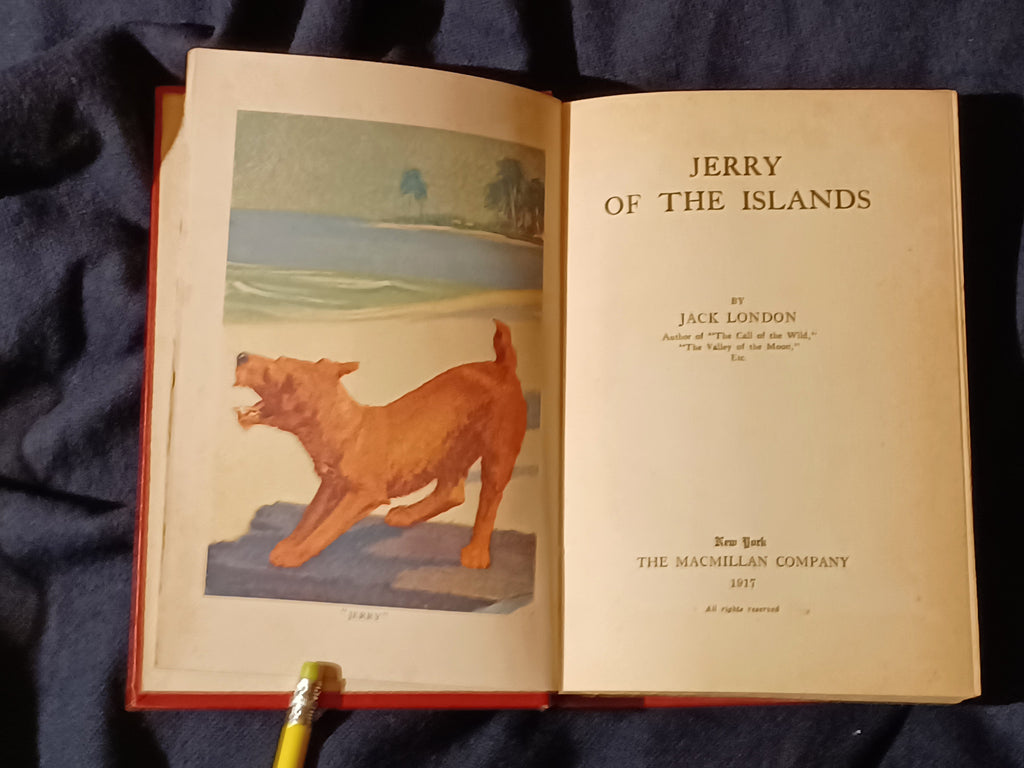 "JERRY"
JERRY
OF THE ISLANDS
BY
JACK LONDON
Author of "The Call of the Wild,"
"The Valley of the Moon,"
Etc.
New York
THE MACMILLAN COMPANY
1917
All rights reserved